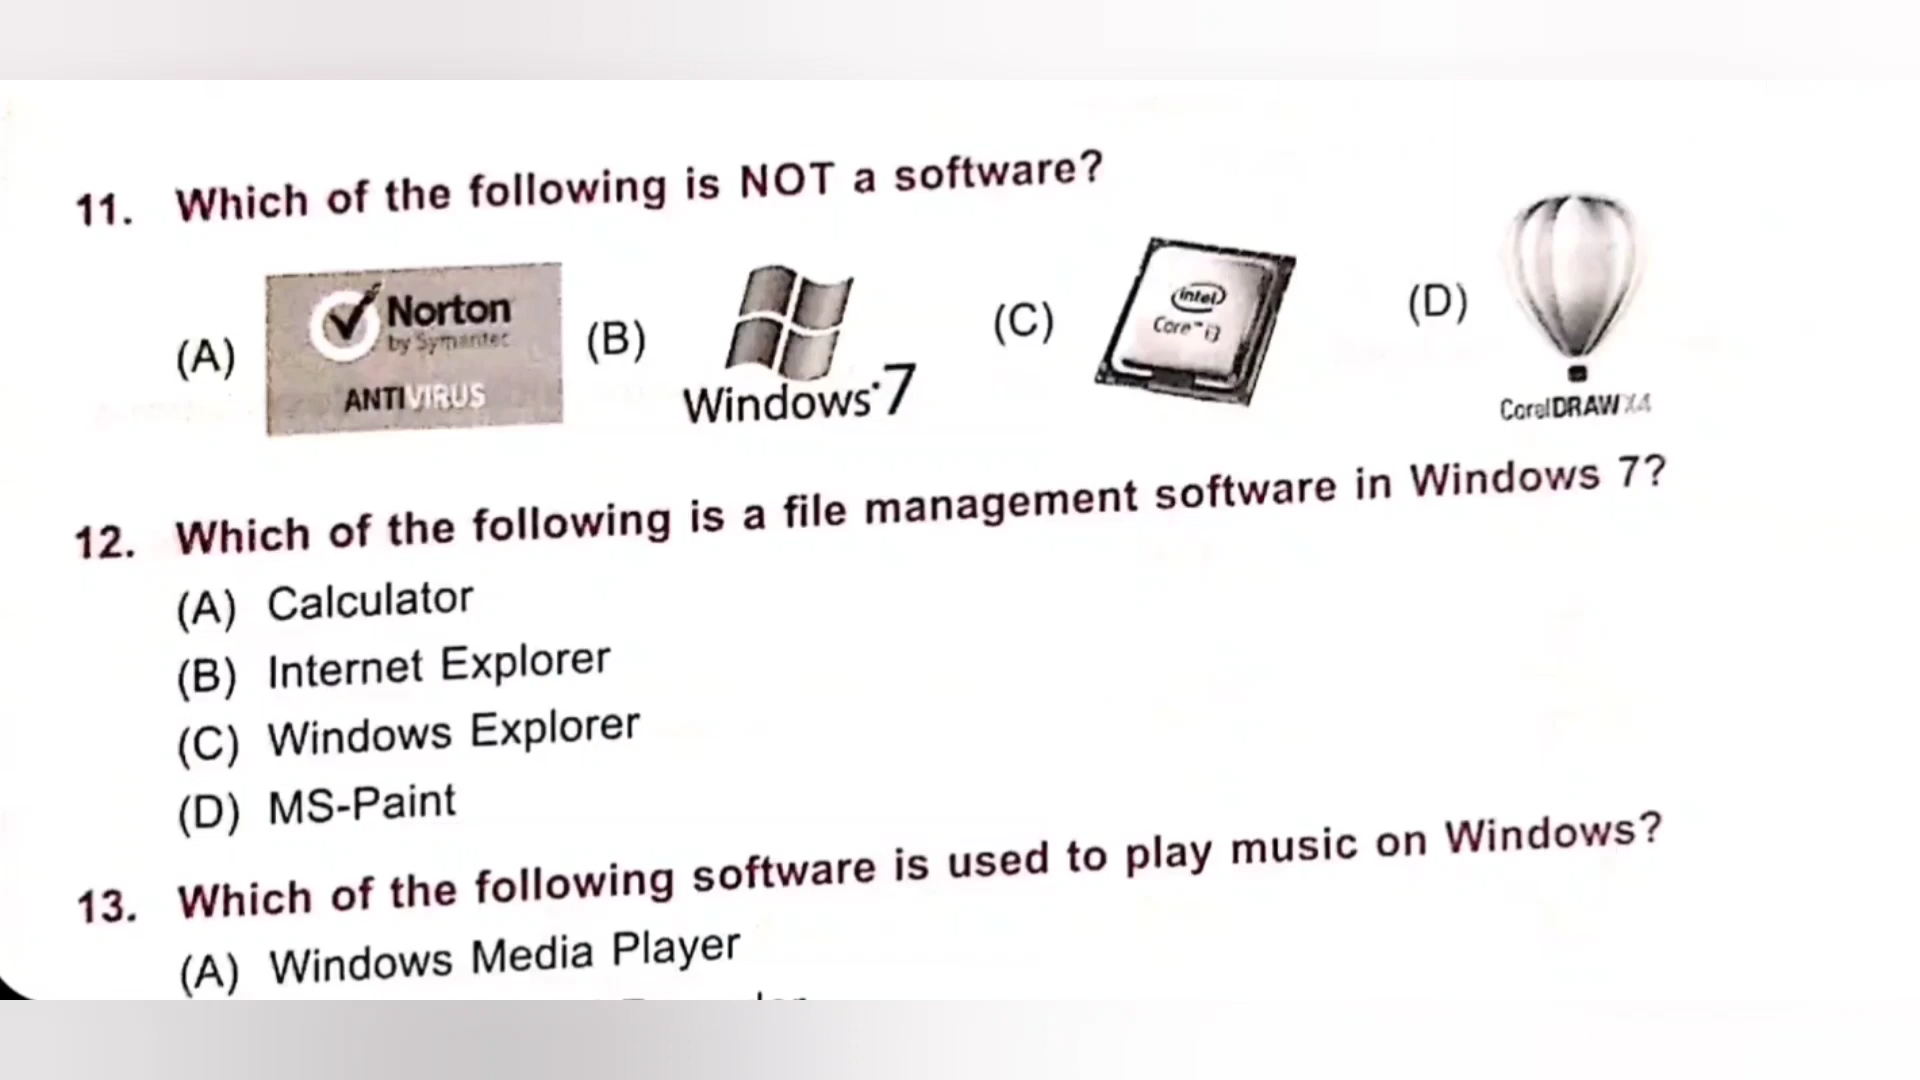 11. Which of the following is NOT a software?
(A) Norton by Symantec ANTIVIRUS (B) Windows 7 (C) intel Core i3 (D) CorelDRAW X4
12. Which of the following is a file management software in Windows 7?
(A) Calculator
(B) Internet Explorer
(C) Windows Explorer
(D) MS-Paint
13. Which of the following software is used to play music on Windows?
(A) Windows Media Player